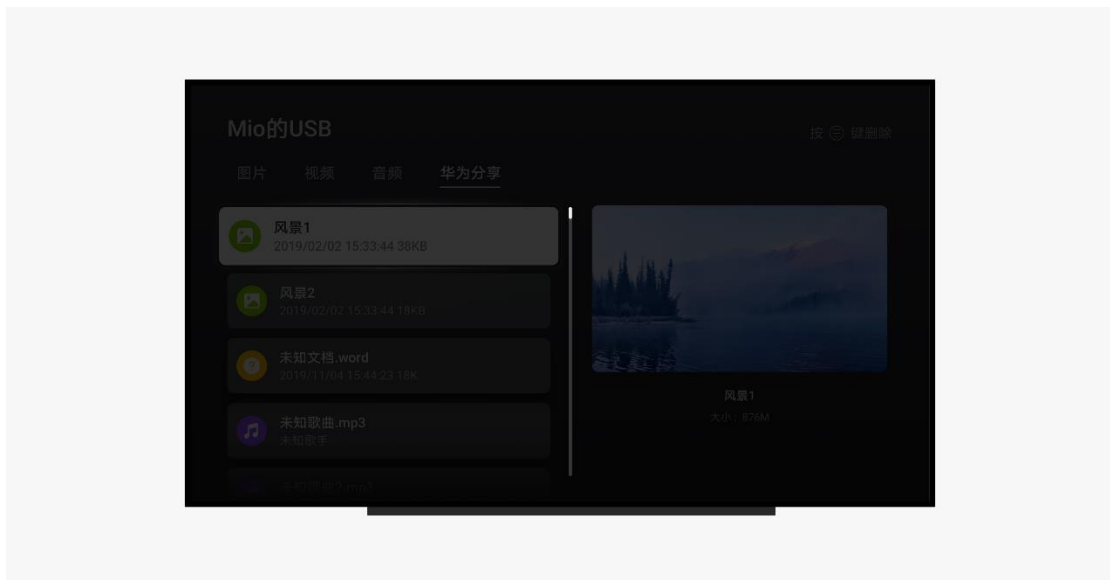 Mio的USB
按 键删除
图片 视频 音频 华为分享
风景1
2019/02/02 15:33:44 38KB
风景2
2019/02/02 15:33:44 18KB
未知文档.word
2019/11/04 15:44:23 18K
未知歌曲.mp3
未知歌手
风景1
大小：876M